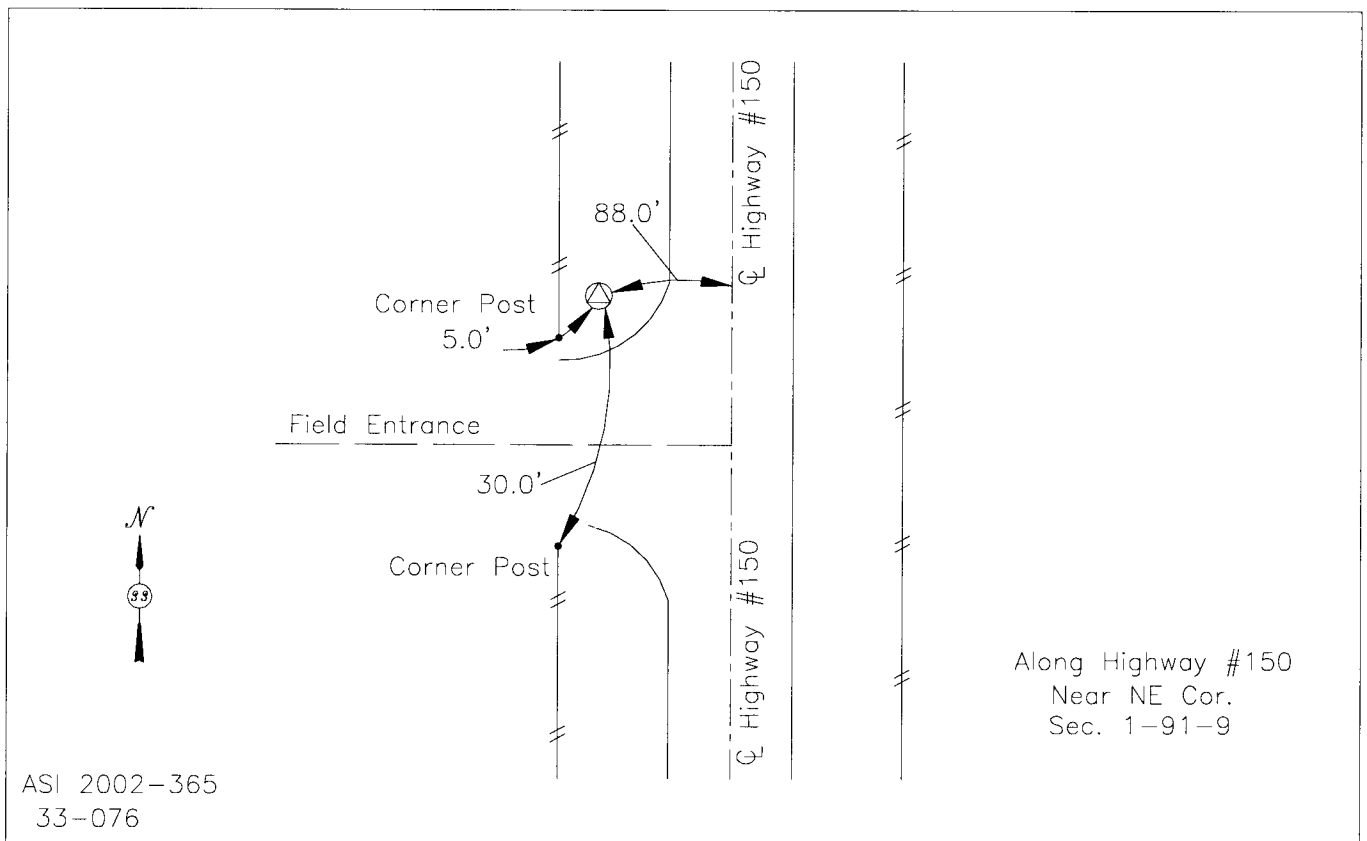 ℄ Highway #150
88.0'
Corner Post
5.0'
Field Entrance
30.0'
N
33
Corner Post
℄ Highway #150
Along Highway #150
Near NE Cor.
Sec. 1-91-9
ASI 2002-365
33-076